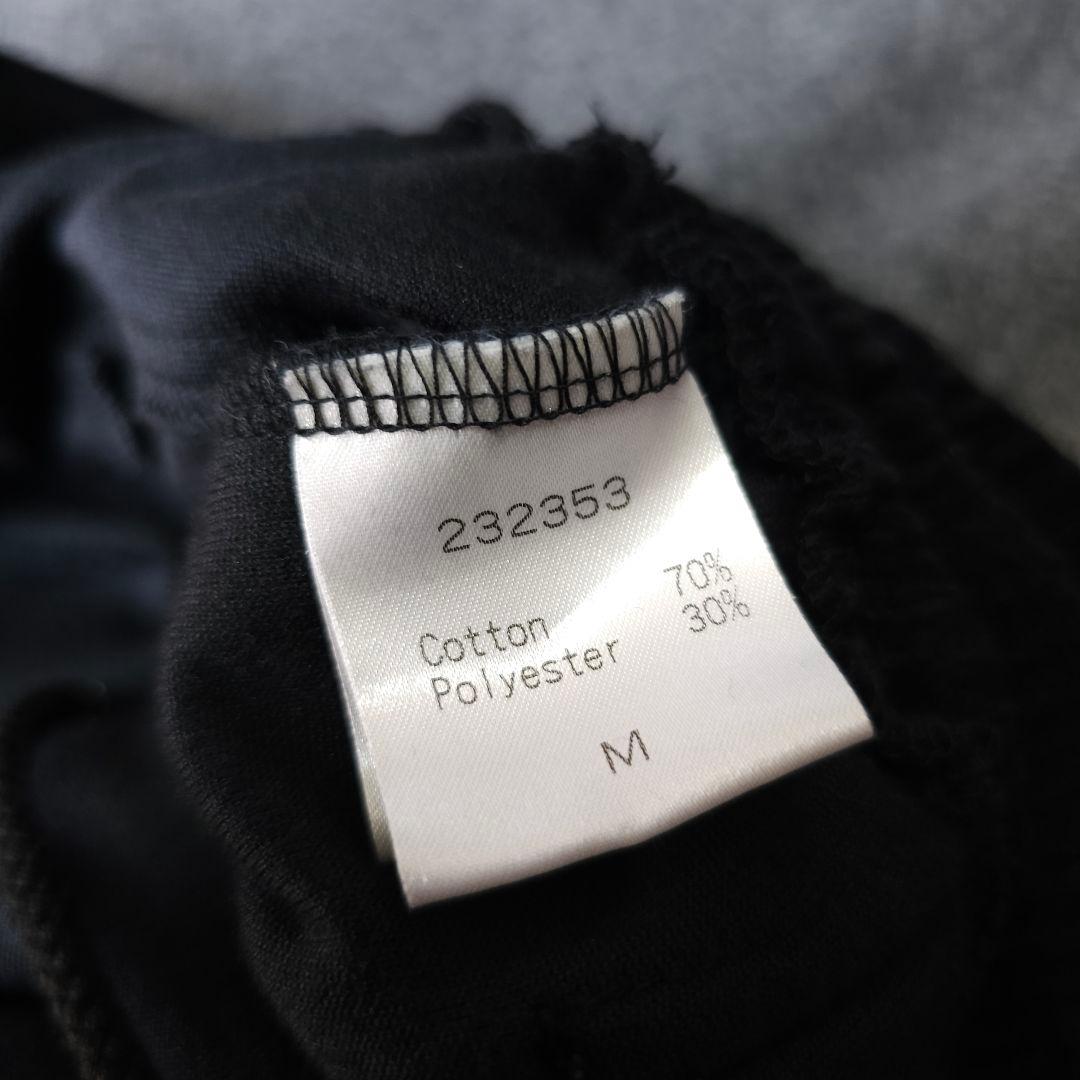 232353
Cotton 70%
Polyester 30%
M